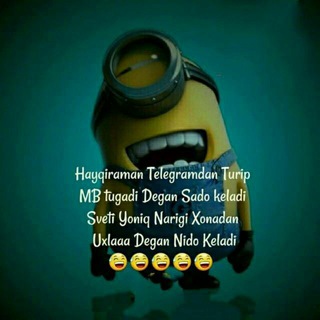 Hayqiraman Telegramdan Turip
MB tugadi Degan Sado keladi
Sveti Yoniq Narigi Xonadan
Uxlaaa Degan Nido Keladi
😅😅😅😅😅